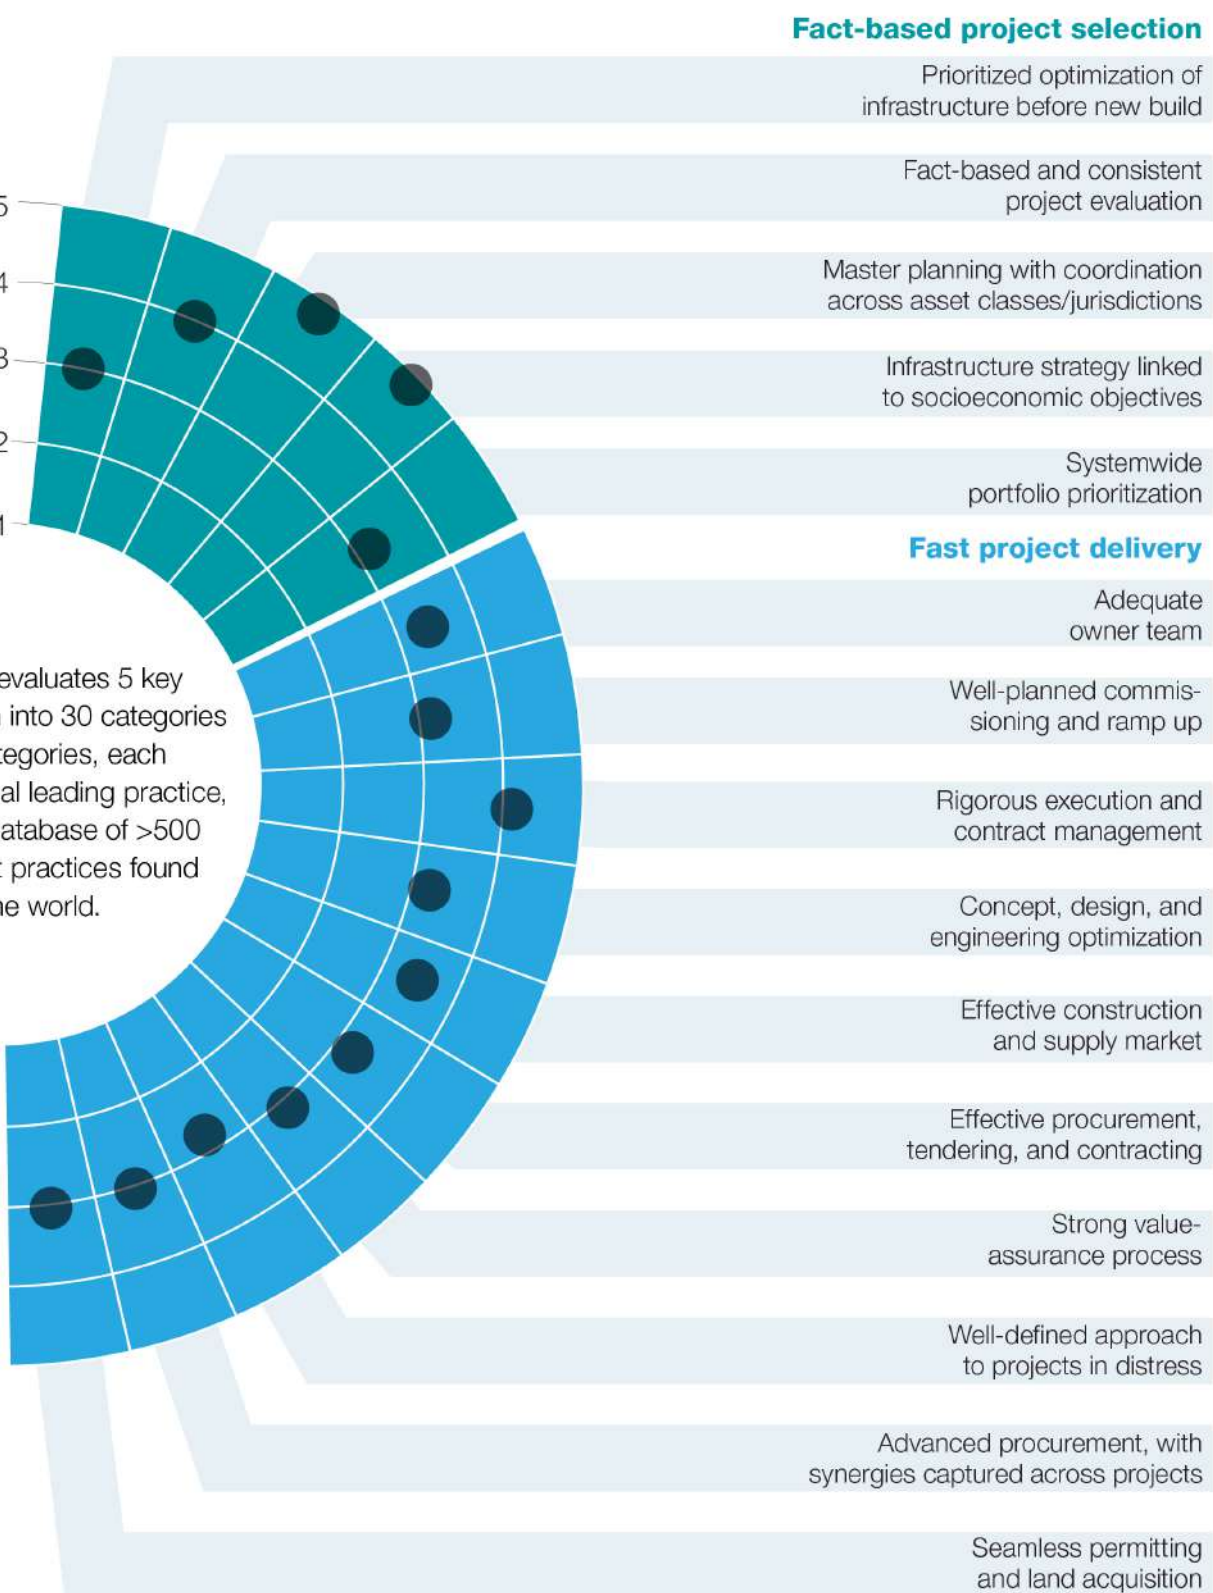 Fact-based project selection
Prioritized optimization of
infrastructure before new build
Fact-based and consistent
project evaluation
Master planning with coordination
across asset classes/jurisdictions
Infrastructure strategy linked
to socioeconomic objectives
Systemwide
portfolio prioritization
5
4
3
2
1
Fast project delivery
Adequate
owner team
Well-planned commis-
sioning and ramp up
Rigorous execution and
contract management
Concept, design, and
engineering optimization
Effective construction
and supply market
Effective procurement,
tendering, and contracting
Strong value-
assurance process
Well-defined approach
to projects in distress
Advanced procurement, with
synergies captured across projects
Seamless permitting
and land acquisition
evaluates 5 key
into 30 categories
tegories, each
al leading practice,
atabase of >500
practices found
e world.